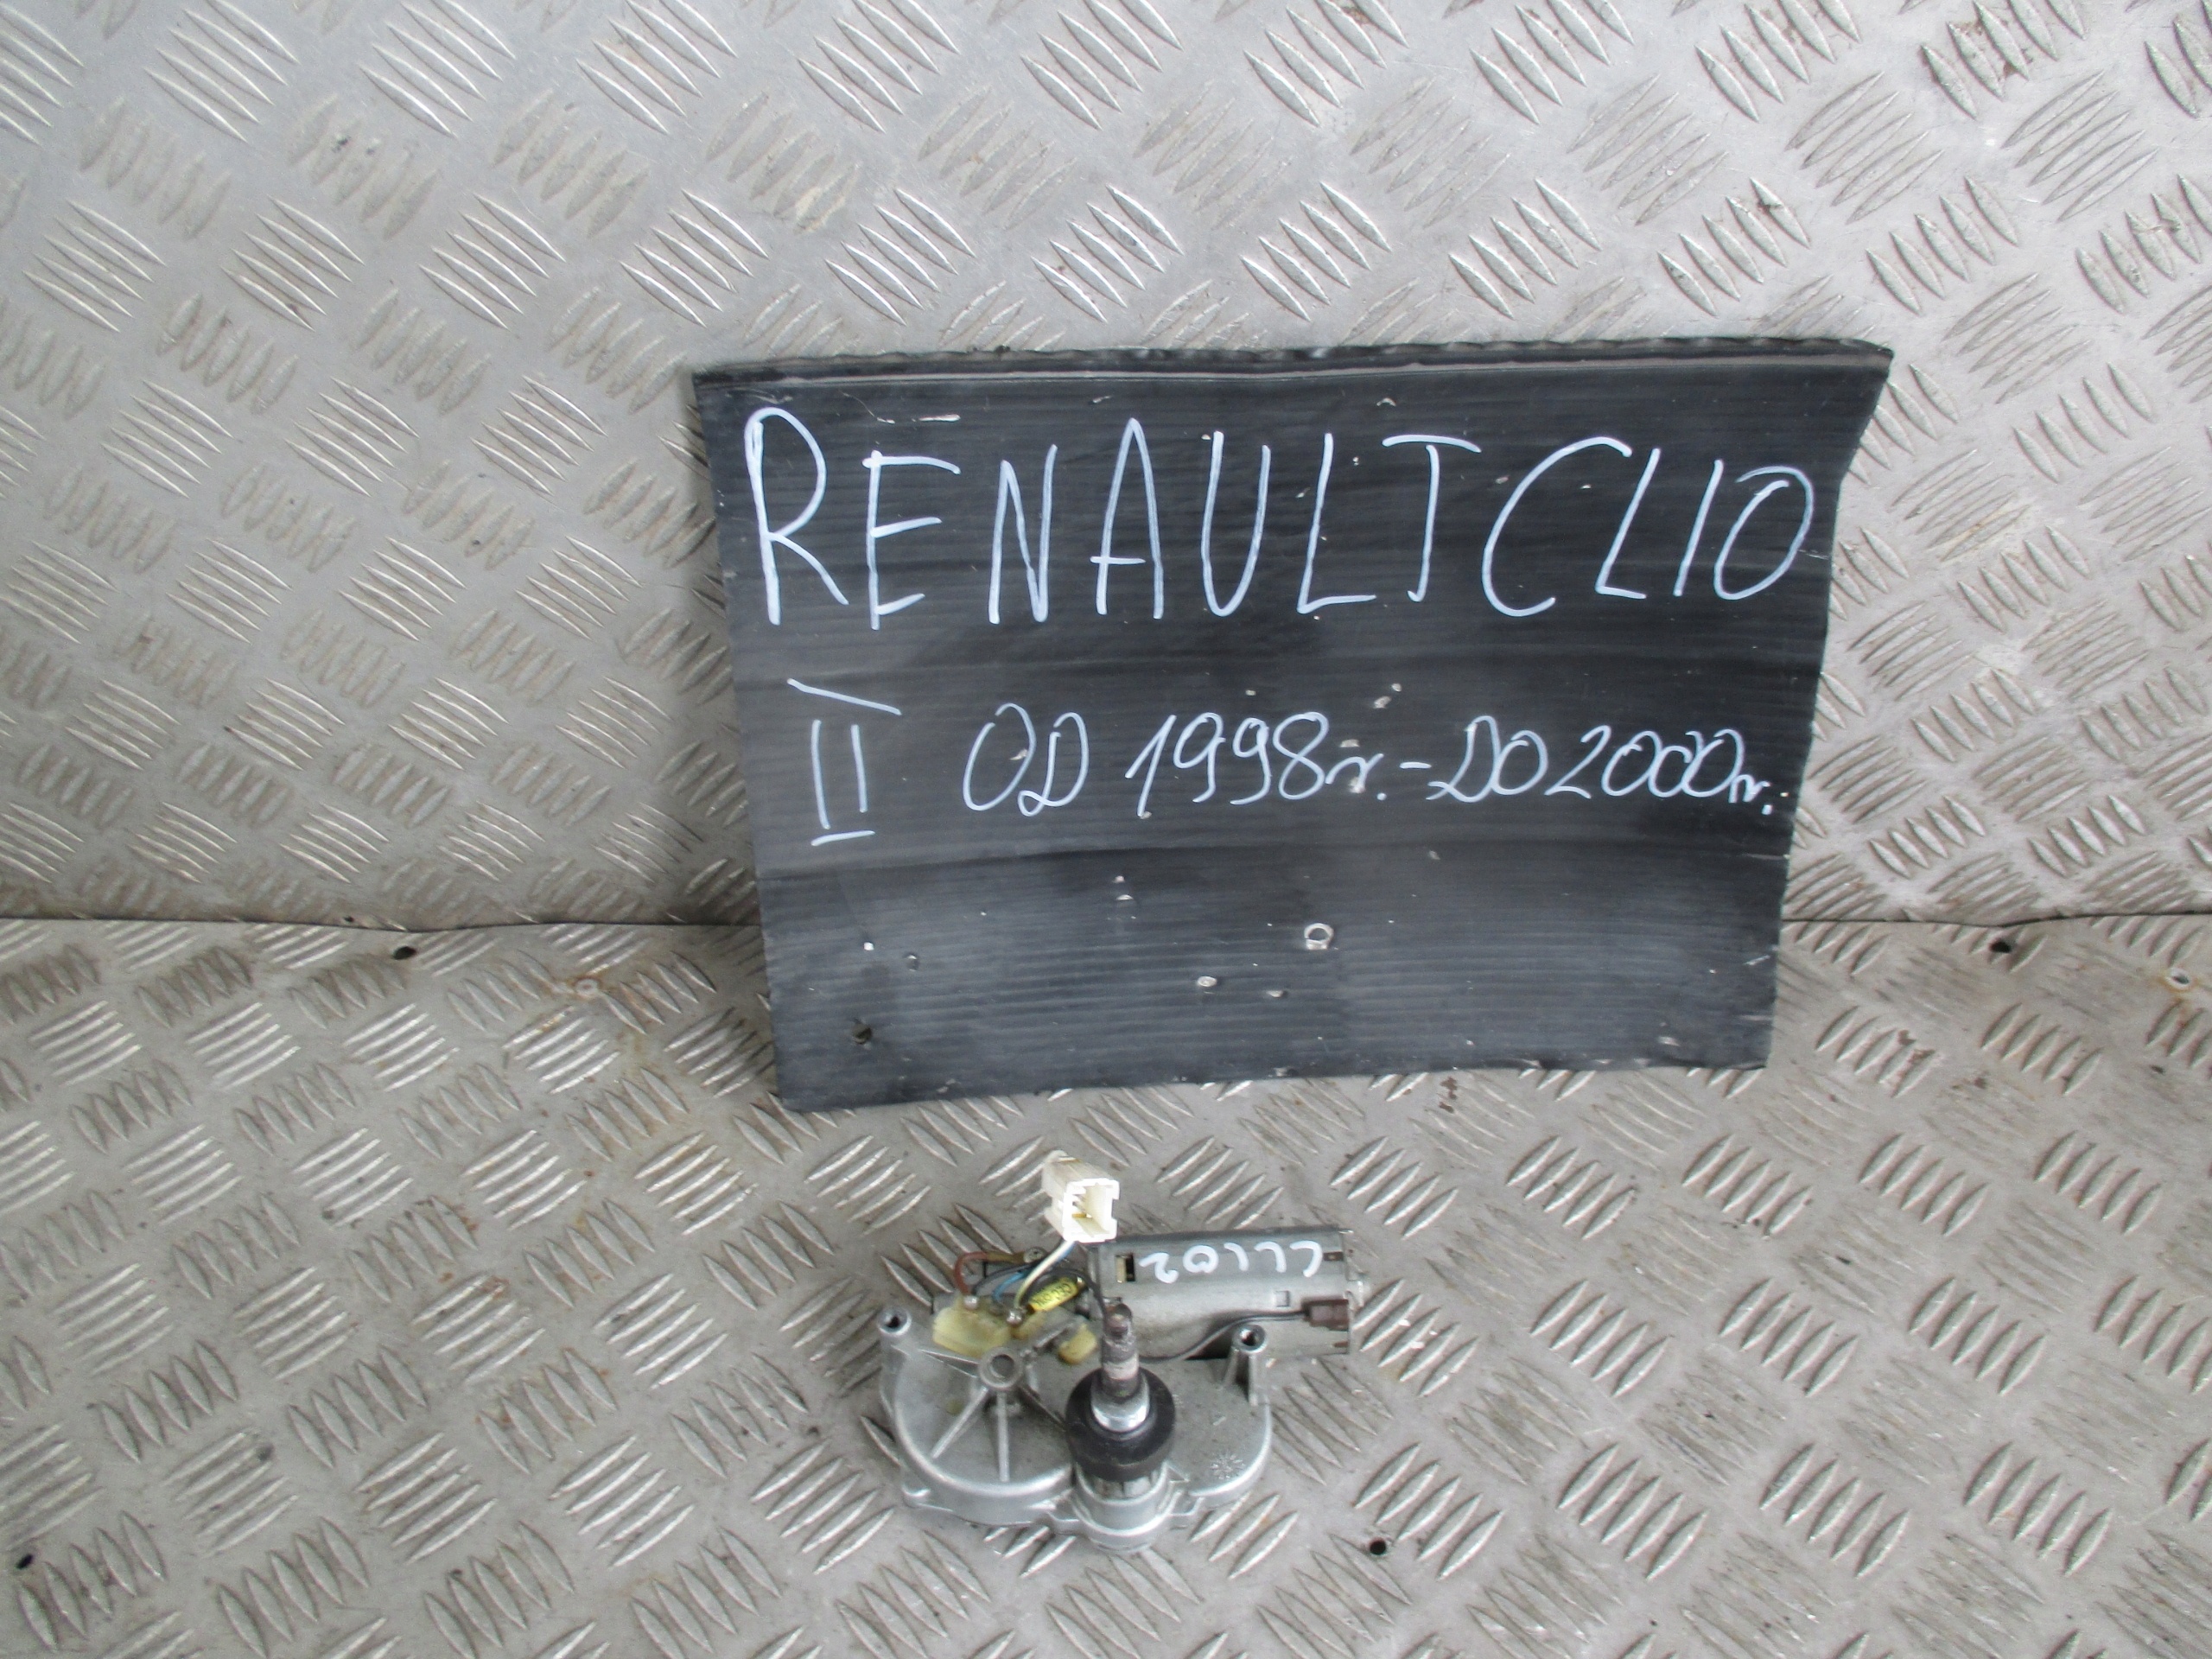 RENAULT CLIO
II OD 1998r. - DO 2000r.
CLIO2